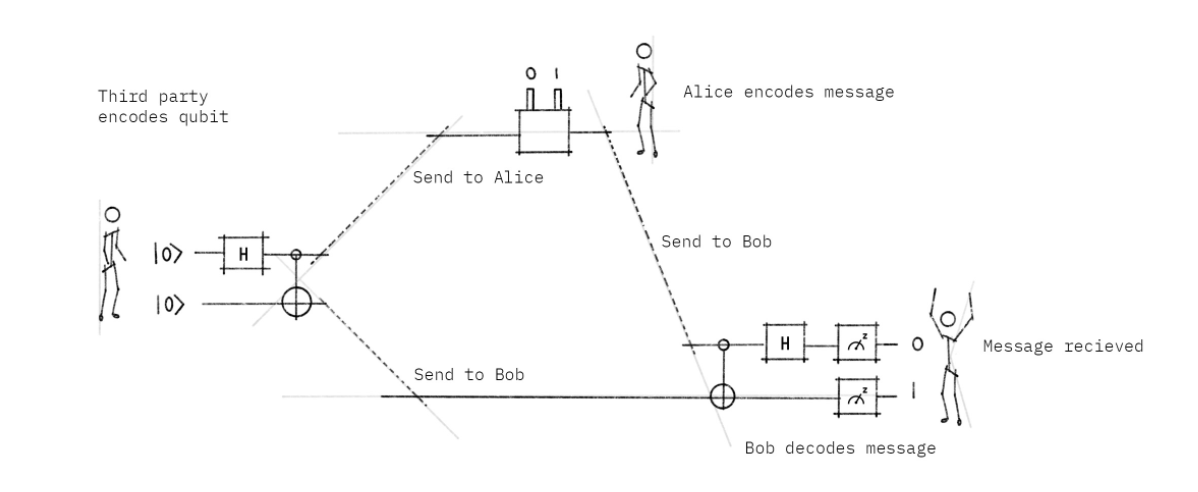 Third party
encodes qubit
0 1
Alice encodes message
Send to Alice
Send to Bob
|0⟩ H
|0⟩
Send to Bob
H z 0
Message recieved
z 1
Bob decodes message